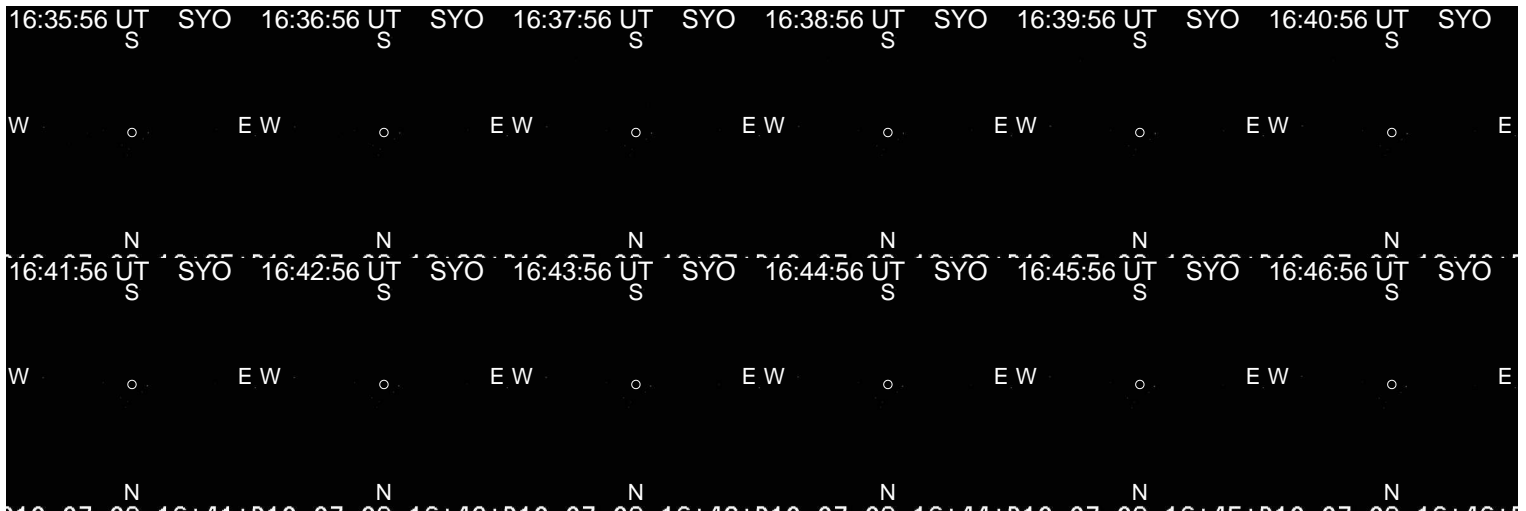 16:35:56 UT SYO 16:36:56 UT SYO 16:37:56 UT SYO 16:38:56 UT SYO 16:39:56 UT SYO 16:40:56 UT SYO
S S S S S S
W E W E W E W E W E W E
N N N N N N
16:41:56 UT SYO 16:42:56 UT SYO 16:43:56 UT SYO 16:44:56 UT SYO 16:45:56 UT SYO 16:46:56 UT SYO
S S S S S S
W E W E W E W E W E W E
N N N N N N